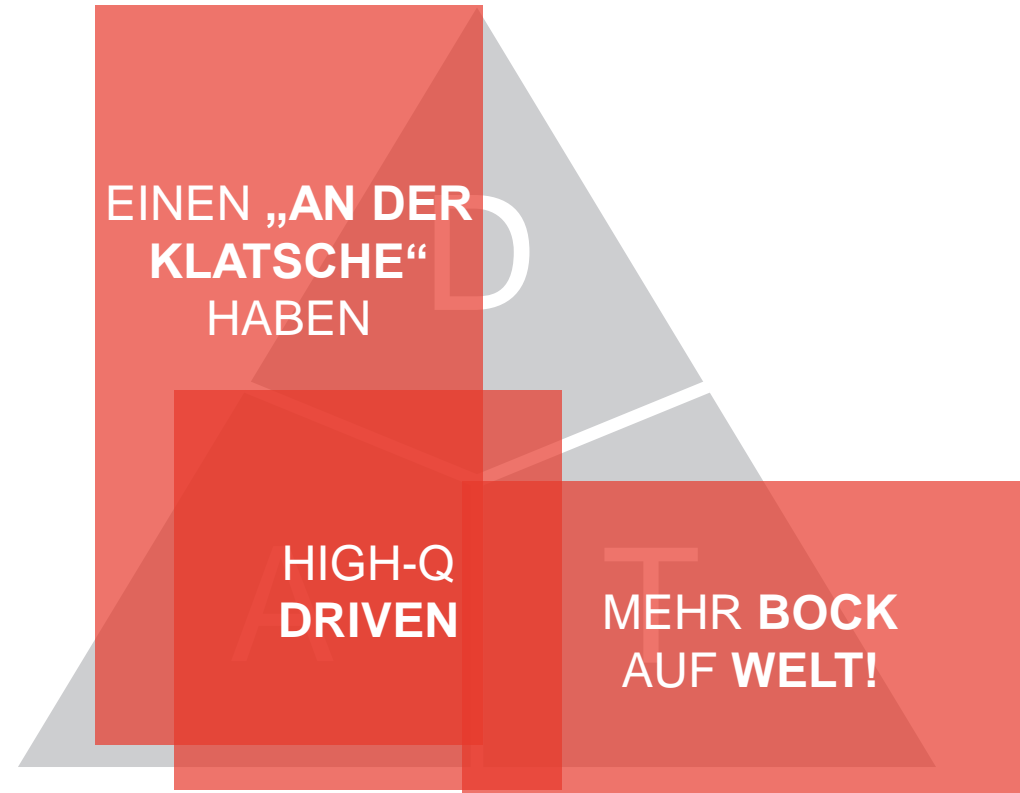 EINEN „AN DER
KLATSCHE“
HABEN
D
HIGH-Q
DRIVEN
A
T
MEHR BOCK
AUF WELT!